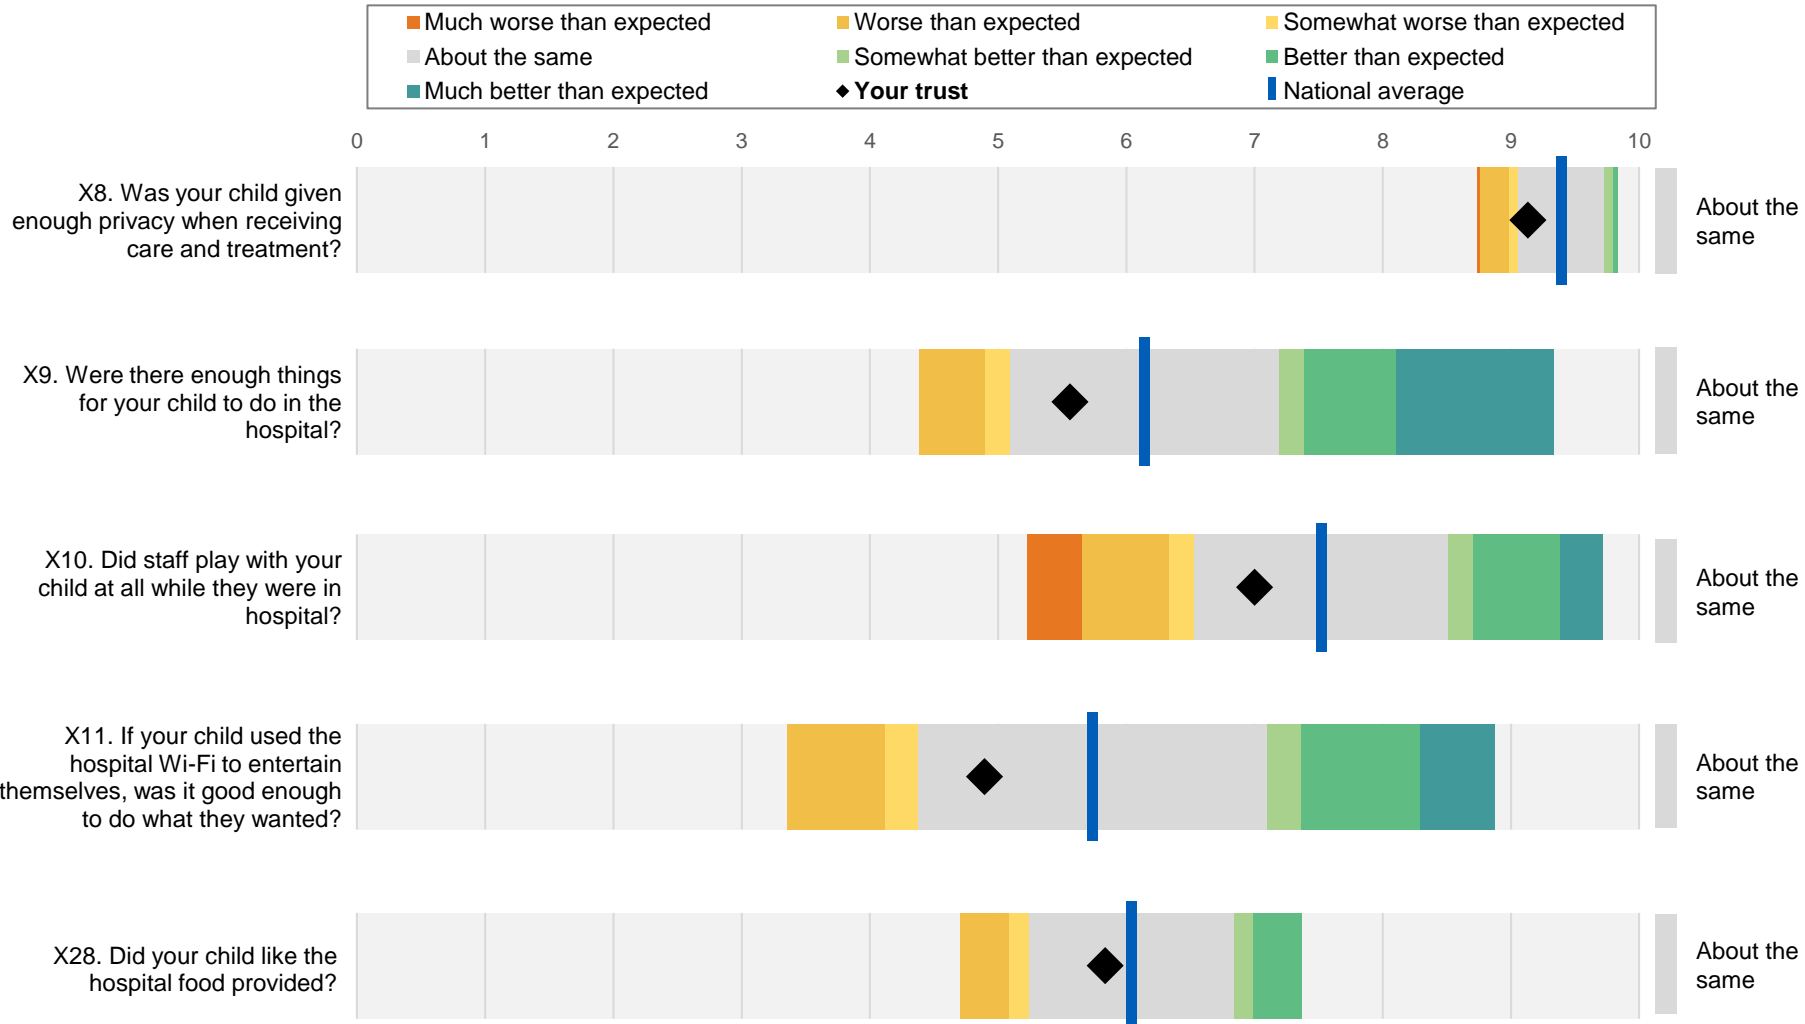 Much worse than expected
Worse than expected
Somewhat worse than expected
About the same
Somewhat better than expected
Better than expected
Much better than expected
Your trust
National average
0 1 2 3 4 5 6 7 8 9 10
X8. Was your child given
enough privacy when receiving
care and treatment?
About the
same
X9. Were there enough things
for your child to do in the
hospital?
About the
same
X10. Did staff play with your
child at all while they were in
hospital?
About the
same
X11. If your child used the
hospital Wi-Fi to entertain
themselves, was it good enough
to do what they wanted?
About the
same
X28. Did your child like the
hospital food provided?
About the
same